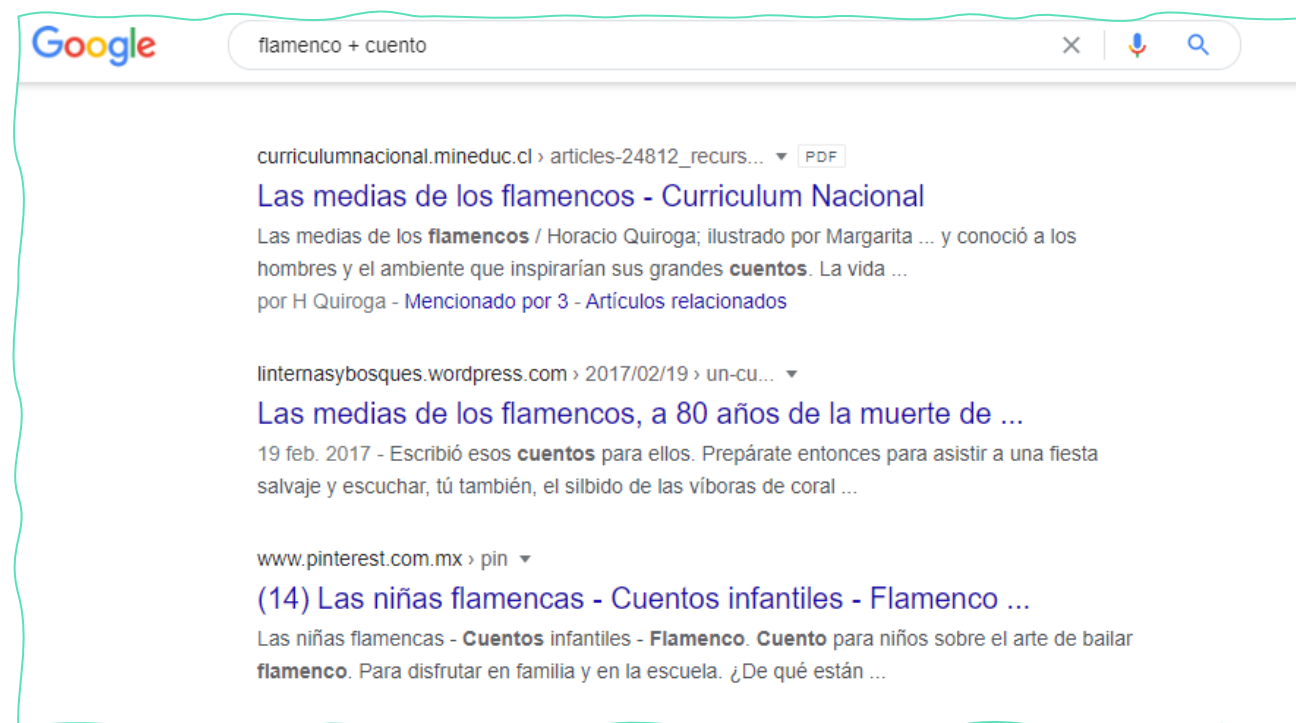 Google
flamenco + cuento
curriculumnacional.mineduc.cl › articles-24812_recurs... PDF
Las medias de los flamencos - Curriculum Nacional
Las medias de los flamencos / Horacio Quiroga; ilustrado por Margarita ... y conoció a los
hombres y el ambiente que inspirarían sus grandes cuentos. La vida ...
por H Quiroga - Mencionado por 3 - Artículos relacionados
linternasybosques.wordpress.com › 2017/02/19 › un-cu...
Las medias de los flamencos, a 80 años de la muerte de ...
19 feb. 2017 - Escribió esos cuentos para ellos. Prepárate entonces para asistir a una fiesta
salvaje y escuchar, tú también, el silbido de las víboras de coral ...
www.pinterest.com.mx › pin
(14) Las niñas flamencas - Cuentos infantiles - Flamenco ...
Las niñas flamencas - Cuentos infantiles - Flamenco. Cuento para niños sobre el arte de bailar
flamenco. Para disfrutar en familia y en la escuela. ¿De qué están ...